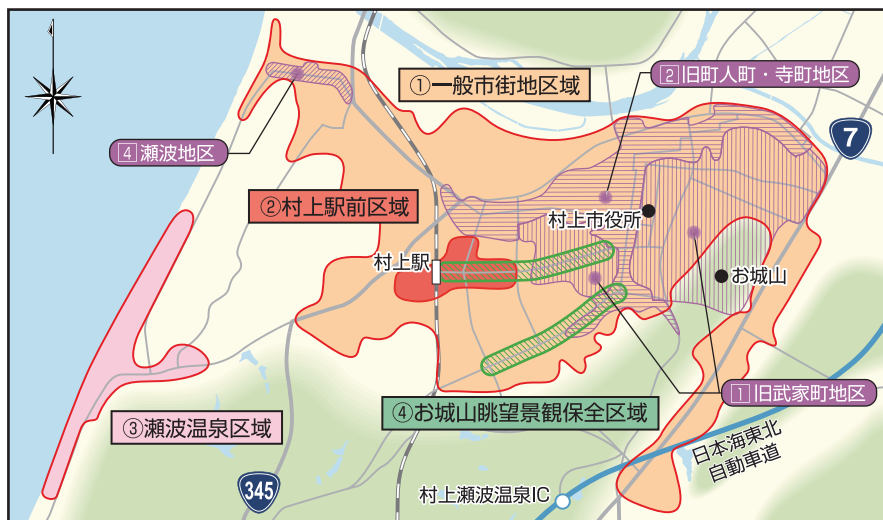 ①一般市街地区域
2旧町人町・寺町地区
4瀬波地区
7
②村上駅前区域
村上市役所
村上駅
お城山
1旧武家町地区
④お城山眺望景観保全区域
③瀬波温泉区域
日本海東北
自動車道
345
村上瀬波温泉IC